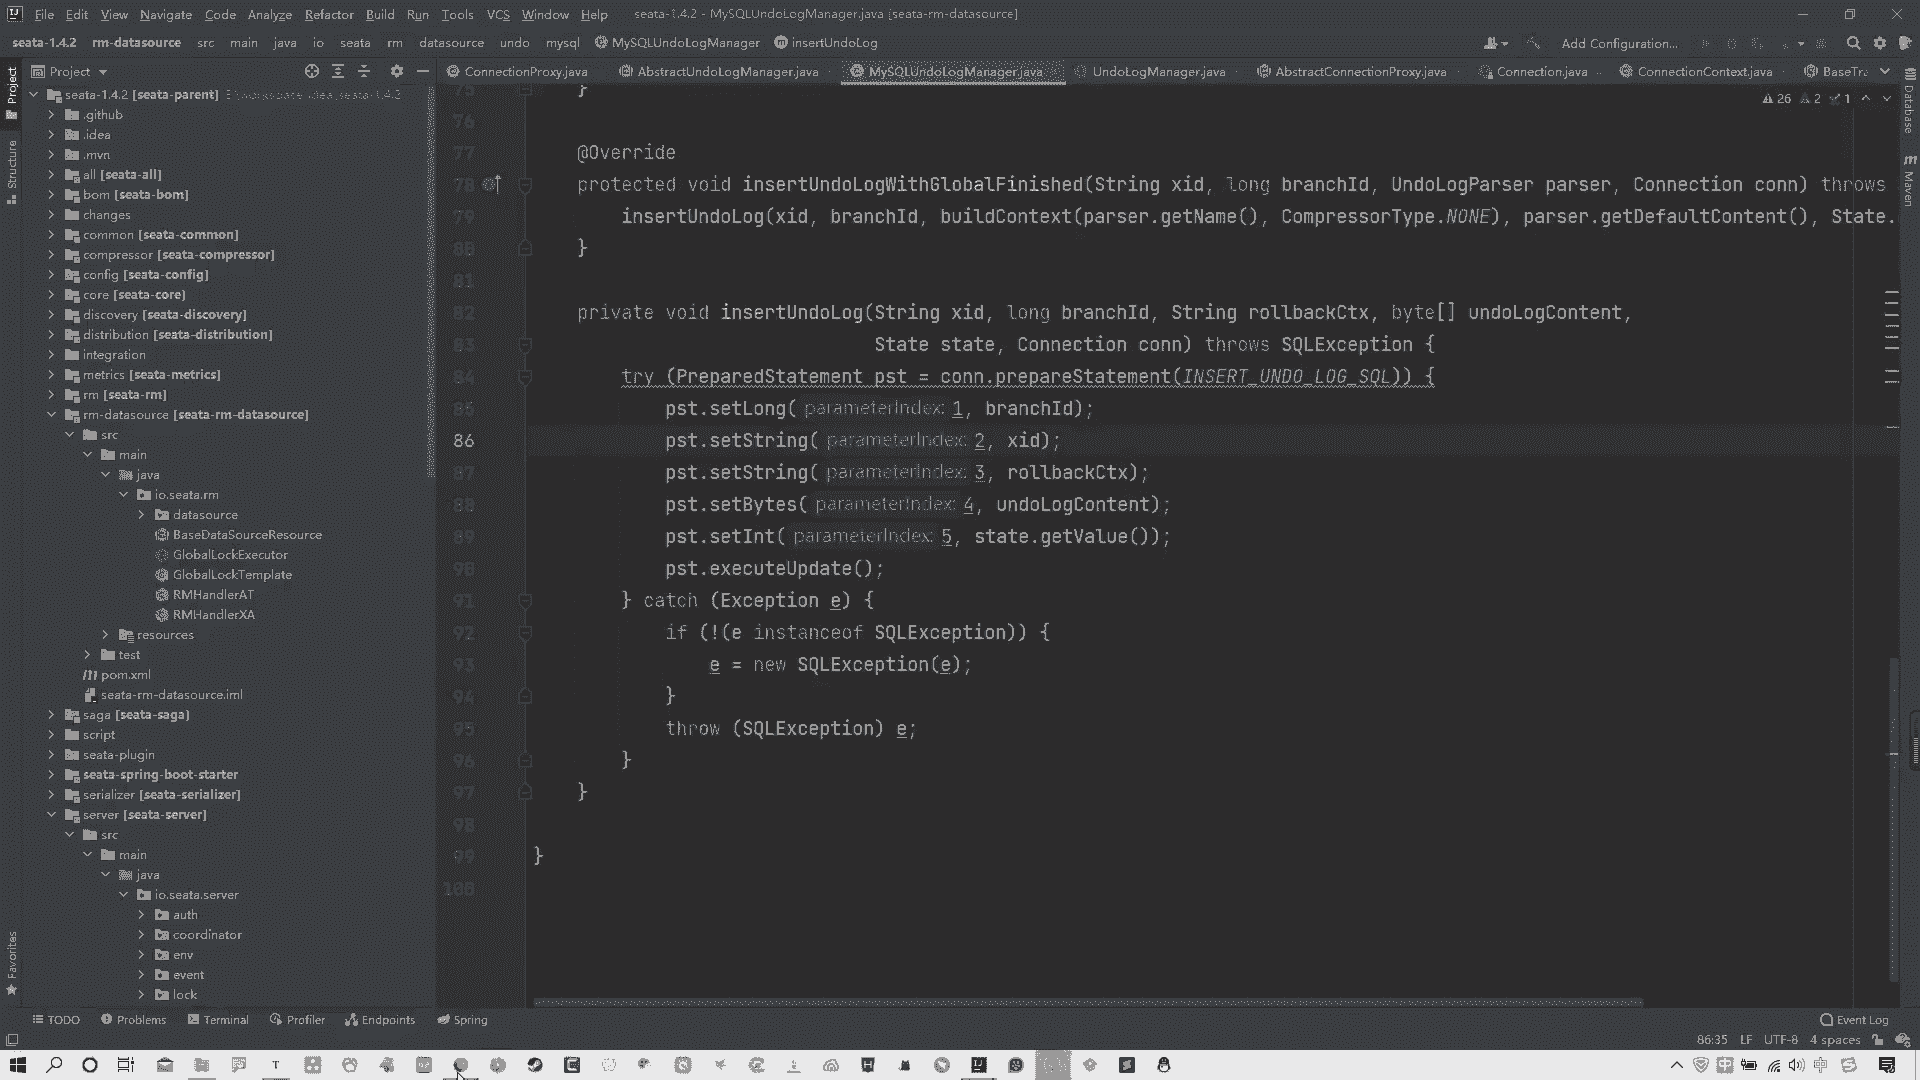 File Edit View Navigate Code Analyze Refactor Build Run Tools VCS Window Help seata-1.4.2 - MySQLUndoLogManager.java [seata-rm-datasource]
seata-1.4.2 rm-datasource src main java io seata rm datasource undo mysql MySQLUndoLogManager insertUndoLog Add Configuration...
Project
ConnectionProxy.java AbstractUndoLogManager.java MySQLUndoLogManager.java UndoLogManager.java AbstractConnectionProxy.java Connection.java ConnectionContext.java BaseTra
26 2 1
Project
Structure
Favorites
Database
Maven
seata-1.4.2 [seata-parent]
.github
.idea
.mvn
all [seata-all]
bom [seata-bom]
changes
common [seata-common]
compressor [seata-compressor]
config [seata-config]
core [seata-core]
discovery [seata-discovery]
distribution [seata-distribution]
integration
metrics [seata-metrics]
rm [seata-rm]
rm-datasource [seata-rm-datasource]
src
main
java
io.seata.rm
datasource
BaseDataSourceResource
GlobalLockExecutor
GlobalLockTemplate
RMHandlerAT
RMHandlerXA
resources
test
pom.xml
seata-rm-datasource.iml
saga [seata-saga]
script
seata-plugin
seata-spring-boot-starter
serializer [seata-serializer]
server [seata-server]
src
main
java
io.seata.server
auth
coordinator
env
event
lock
75 }
76
77 @Override
78 protected void insertUndoLogWithGlobalFinished(String xid, long branchId, UndoLogParser parser, Connection conn) throws
79 insertUndoLog(xid, branchId, buildContext(parser.getName(), CompressorType.NONE), parser.getDefaultContent(), State.
80 }
81
82 private void insertUndoLog(String xid, long branchId, String rollbackCtx, byte[] undoLogContent,
83 State state, Connection conn) throws SQLException {
84 try (PreparedStatement pst = conn.prepareStatement(INSERT_UNDO_LOG_SQL)) {
85 pst.setLong( parameterIndex: 1, branchId);
86 pst.setString( parameterIndex: 2, xid);
87 pst.setString( parameterIndex: 3, rollbackCtx);
88 pst.setBytes( parameterIndex: 4, undoLogContent);
89 pst.setInt( parameterIndex: 5, state.getValue());
90 pst.executeUpdate();
91 } catch (Exception e) {
92 if (!(e instanceof SQLException)) {
93 e = new SQLException(e);
94 }
95 throw (SQLException) e;
96 }
97 }
98
99 }
100
TODO Problems Terminal Profiler Endpoints Spring Event Log
86:35 LF UTF-8 4 spaces